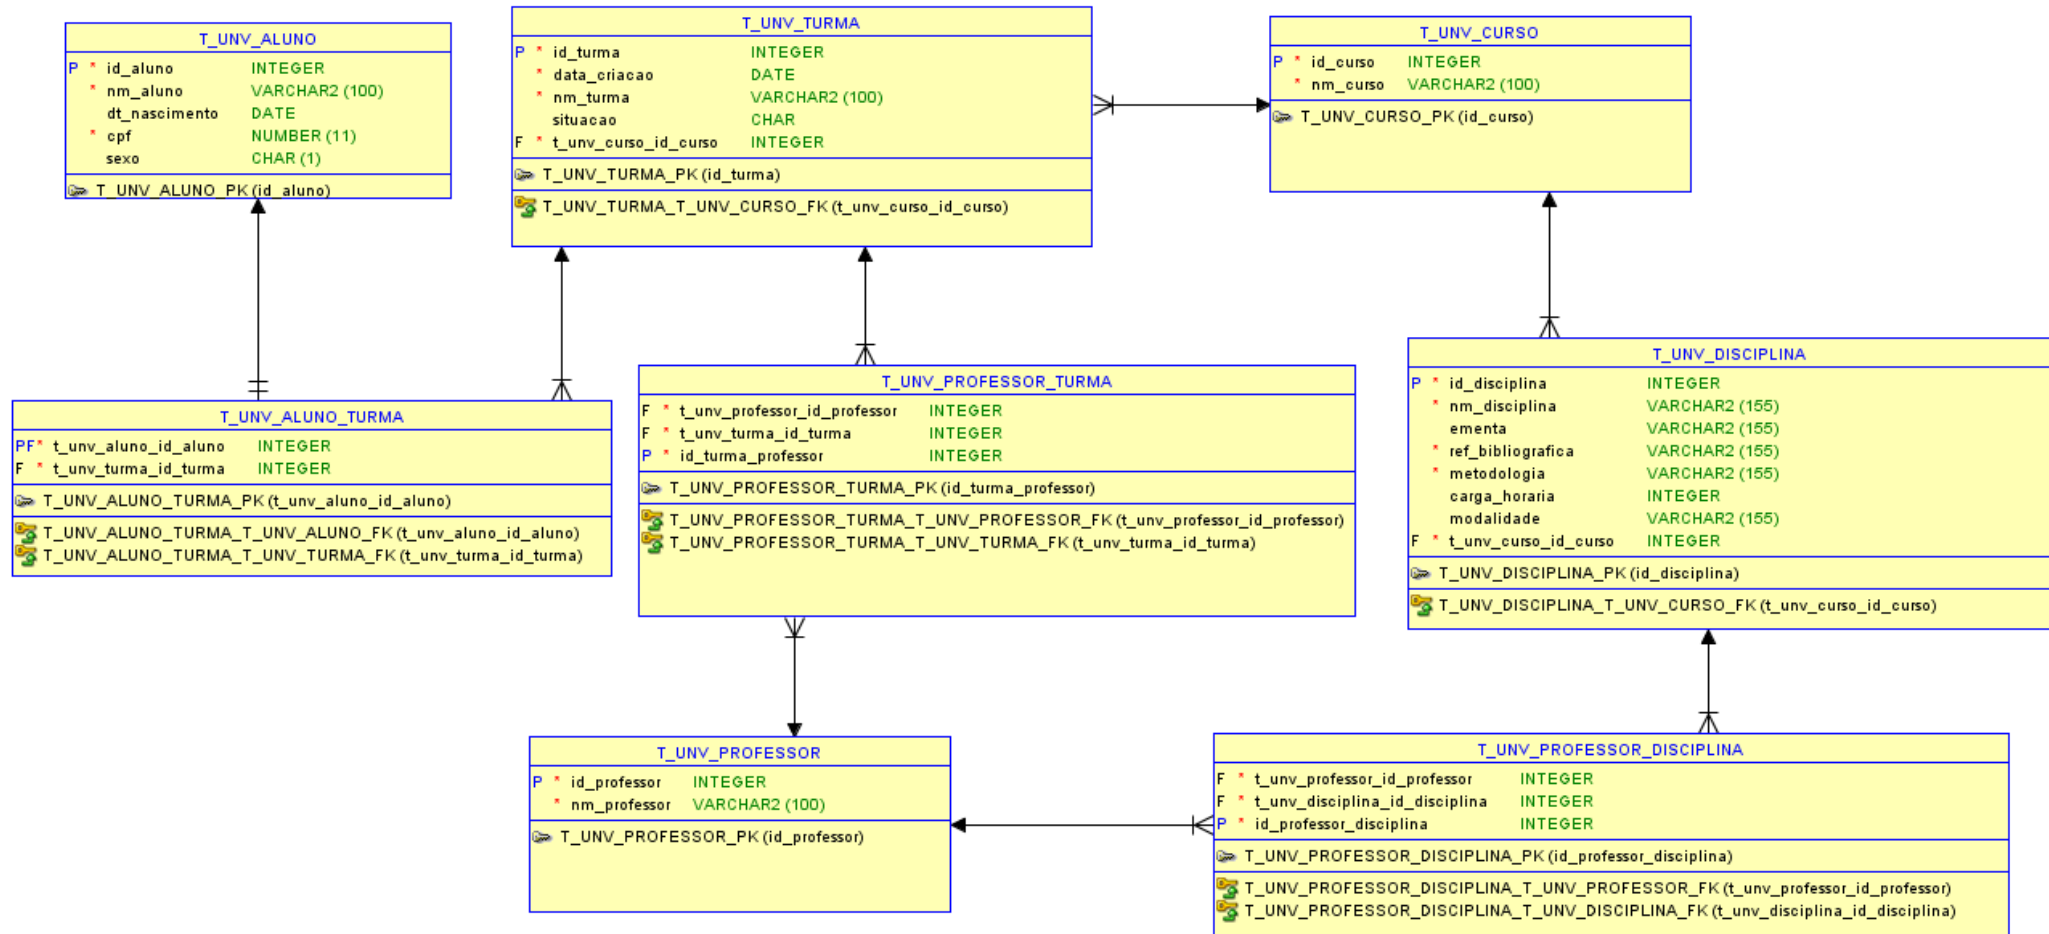 T_UNV_ALUNO
P * id_aluno INTEGER
* nm_aluno VARCHAR2 (100)
dt_nascimento DATE
* cpf NUMBER (11)
sexo CHAR (1)
T_UNV_ALUNO_PK (id_aluno)
T_UNV_TURMA
P * id_turma INTEGER
* data_criacao DATE
* nm_turma VARCHAR2 (100)
situacao CHAR
F * t_unv_curso_id_curso INTEGER
T_UNV_TURMA_PK (id_turma)
T_UNV_TURMA_T_UNV_CURSO_FK (t_unv_curso_id_curso)
T_UNV_CURSO
P * id_curso INTEGER
* nm_curso VARCHAR2 (100)
T_UNV_CURSO_PK (id_curso)
T_UNV_ALUNO_TURMA
PF* t_unv_aluno_id_aluno INTEGER
F * t_unv_turma_id_turma INTEGER
T_UNV_ALUNO_TURMA_PK (t_unv_aluno_id_aluno)
T_UNV_ALUNO_TURMA_T_UNV_ALUNO_FK (t_unv_aluno_id_aluno)
T_UNV_ALUNO_TURMA_T_UNV_TURMA_FK (t_unv_turma_id_turma)
T_UNV_PROFESSOR_TURMA
F * t_unv_professor_id_professor INTEGER
F * t_unv_turma_id_turma INTEGER
P * id_turma_professor INTEGER
T_UNV_PROFESSOR_TURMA_PK (id_turma_professor)
T_UNV_PROFESSOR_TURMA_T_UNV_PROFESSOR_FK (t_unv_professor_id_professor)
T_UNV_PROFESSOR_TURMA_T_UNV_TURMA_FK (t_unv_turma_id_turma)
T_UNV_DISCIPLINA
P * id_disciplina INTEGER
* nm_disciplina VARCHAR2 (155)
ementa VARCHAR2 (155)
* ref_bibliografica VARCHAR2 (155)
* metodologia VARCHAR2 (155)
carga_horaria INTEGER
modalidade VARCHAR2 (155)
F * t_unv_curso_id_curso INTEGER
T_UNV_DISCIPLINA_PK (id_disciplina)
T_UNV_DISCIPLINA_T_UNV_CURSO_FK (t_unv_curso_id_curso)
T_UNV_PROFESSOR
P * id_professor INTEGER
* nm_professor VARCHAR2 (100)
T_UNV_PROFESSOR_PK (id_professor)
T_UNV_PROFESSOR_DISCIPLINA
F * t_unv_professor_id_professor INTEGER
F * t_unv_disciplina_id_disciplina INTEGER
P * id_professor_disciplina INTEGER
T_UNV_PROFESSOR_DISCIPLINA_PK (id_professor_disciplina)
T_UNV_PROFESSOR_DISCIPLINA_T_UNV_PROFESSOR_FK (t_unv_professor_id_professor)
T_UNV_PROFESSOR_DISCIPLINA_T_UNV_DISCIPLINA_FK (t_unv_disciplina_id_disciplina)